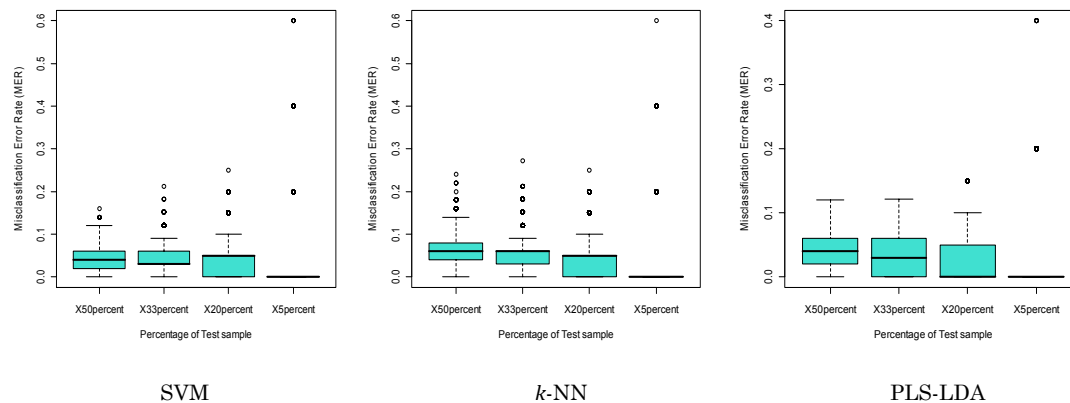 Misclassification Error Rate (MER)
0.6
0.5
0.4
0.3
0.2
0.1
0.0
X50percent X33percent X20percent X5percent
Percentage of Test sample
SVM
Misclassification Error Rate (MER)
0.6
0.5
0.4
0.3
0.2
0.1
0.0
X50percent X33percent X20percent X5percent
Percentage of Test sample
k-NN
Misclassification Error Rate (MER)
0.4
0.3
0.2
0.1
0.0
X50percent X33percent X20percent X5percent
Percentage of Test sample
PLS-LDA